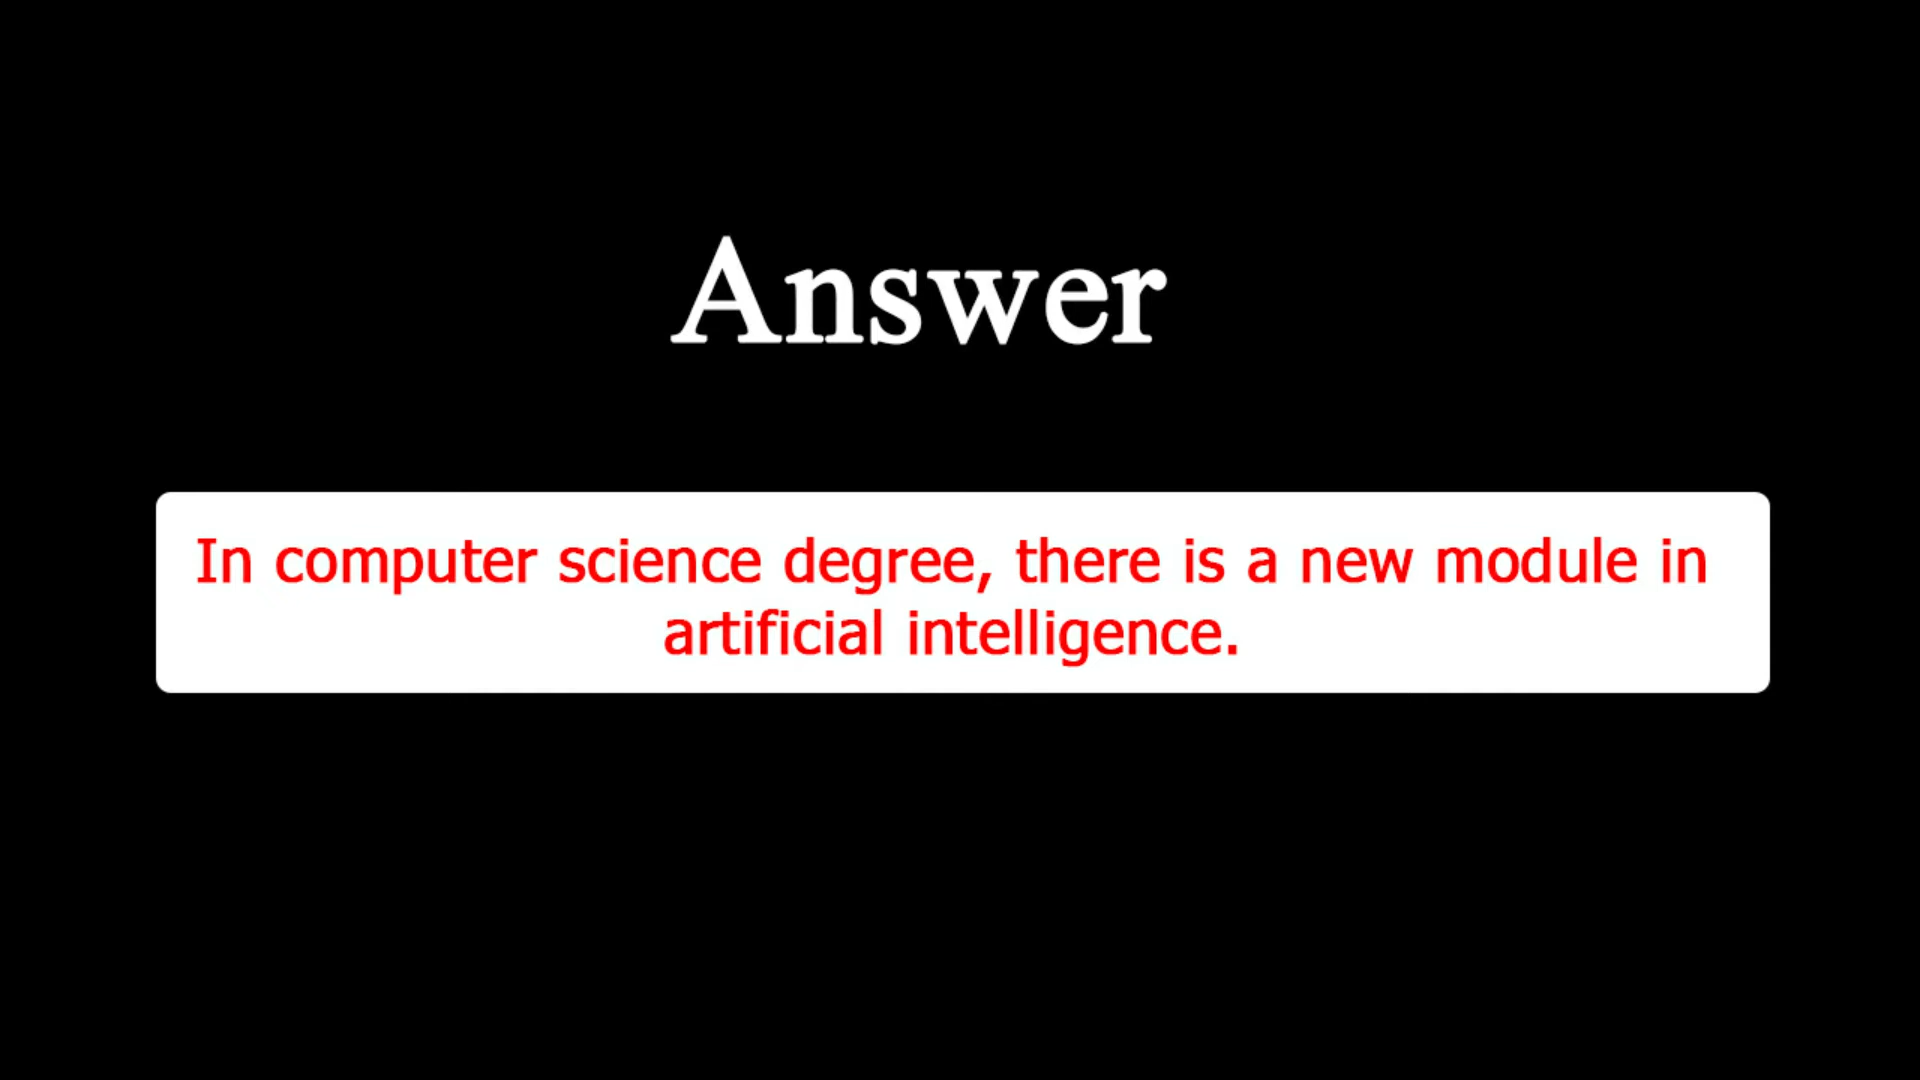 Answer
In computer science degree, there is a new module in
artificial intelligence.